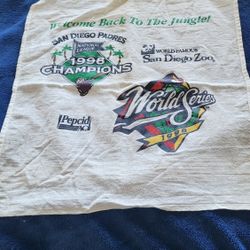 Welcome Back To The Jungle!
SAN DIEGO PADRES
NATIONAL LEAGUE
1998
CHAMPIONS
WORLD FAMOUS
San Diego Zoo
World Series
1998
Pepcid